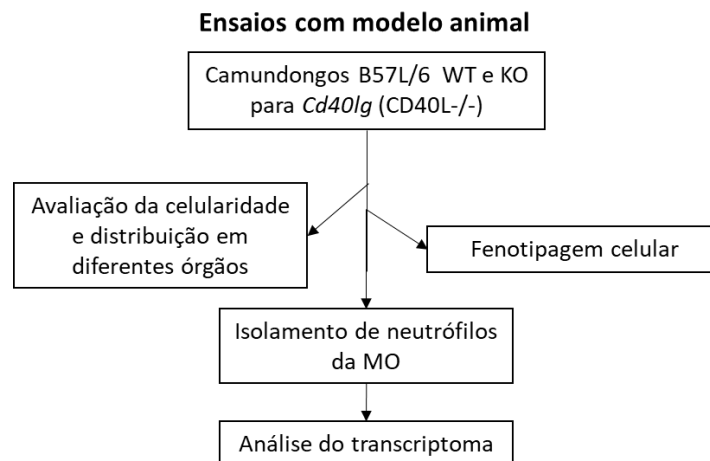 Ensaios com modelo animal
Camundongos B57L/6 WT e KO
para Cd40lg (CD40L-/-)
Avaliação da celularidade
e distribuição em
diferentes órgãos
Fenotipagem celular
Isolamento de neutrófilos
da MO
Análise do transcriptoma